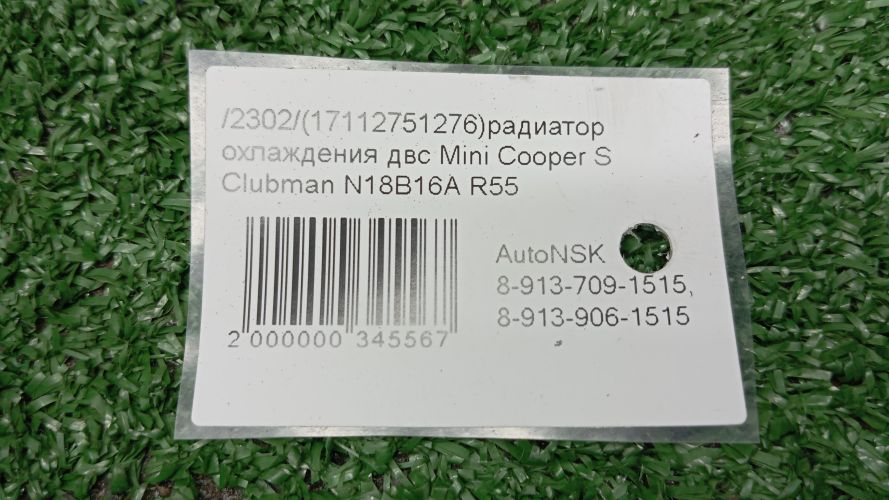 /2302/(17112751276)радиатор
охлаждения двс Mini Cooper S
Clubman N18B16A R55
AutoNSK
8-913-709-1515,
8-913-906-1515
2 000000 345567